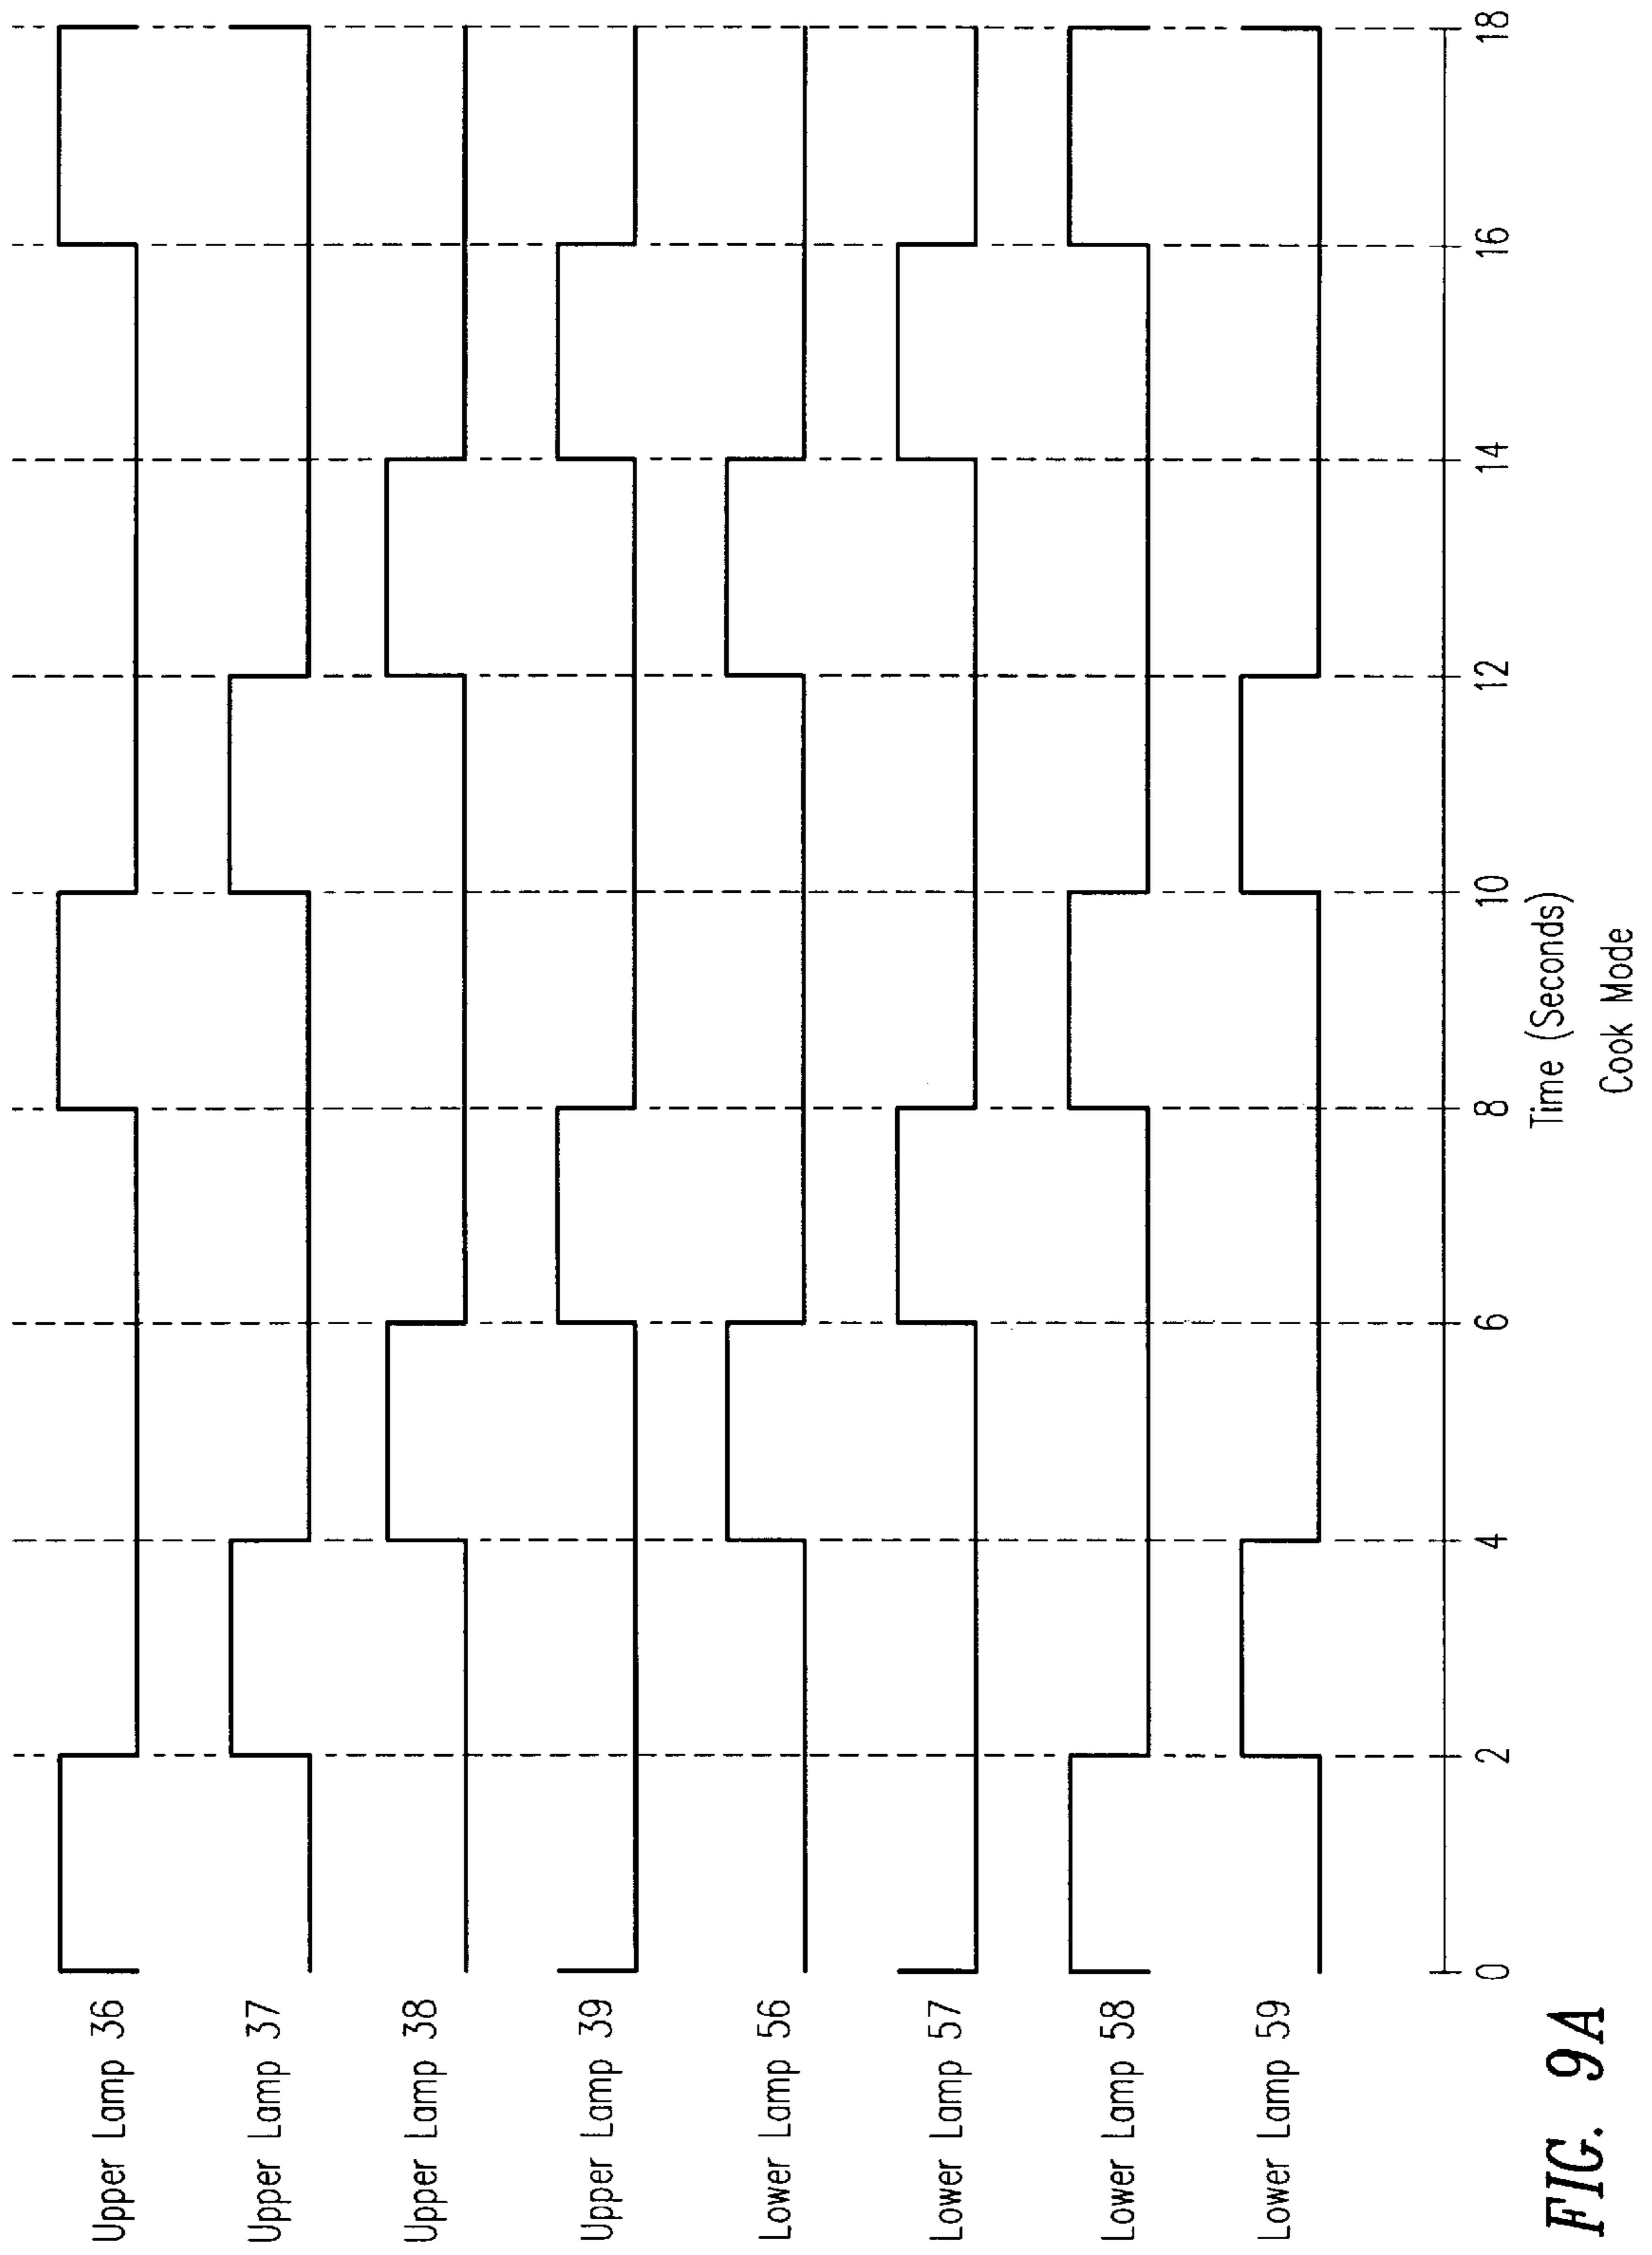 Upper Lamp 36
Upper Lamp 37
Upper Lamp 38
Upper Lamp 39
Lower Lamp 56
Lower Lamp 57
Lower Lamp 58
Lower Lamp 59
0 2 4 6 8 10 12 14 16 18
Time (Seconds)
Cook Mode
FIG. 9A